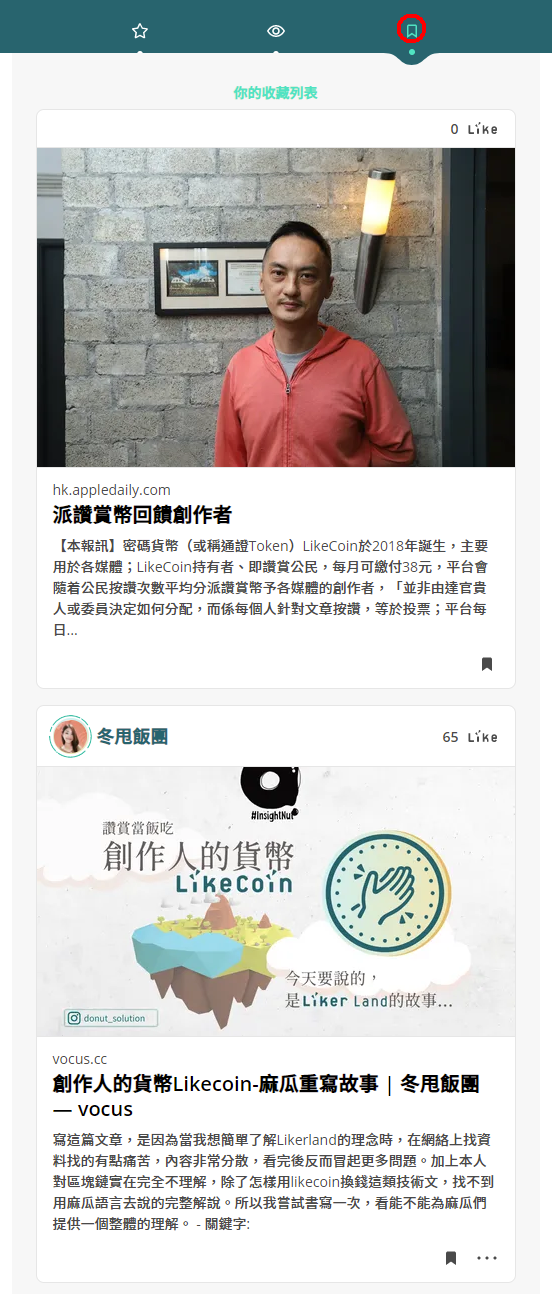 你的收藏列表
0 Like
hk.appledaily.com
派讚賞幣回饋創作者
【本報訊】密碼貨幣（或稱通證Token）LikeCoin於2018年誕生，主要
用於各媒體；LikeCoin持有者、即讚賞公民，每月可繳付38元，平台會
隨着公民按讚次數平均分派讚賞幣予各媒體的創作者，「並非由達官貴
人或委員決定如何分配，而係每個人針對文章按讚，等於投票；平台每
日...
冬甩飯團
65 Like
#InsightNut
讚賞當飯吃
創作人的貨幣
LikeCoin
今天要說的，
是Liker Land的故事...
donut_solution
vocus.cc
創作人的貨幣Likecoin-麻瓜重寫故事 | 冬甩飯團
— vocus
寫這篇文章，是因為當我想簡單了解Likerland的理念時，在網絡上找資
料找的有點痛苦，內容非常分散，看完後反而冒起更多問題。加上本人
對區塊鏈實在完全不理解，除了怎樣用likecoin換錢這類技術文，找不到
用麻瓜語言去說的完整解說。所以我嘗試書寫一次，看能不能為麻瓜們
提供一個整體的理解。 - 關鍵字: